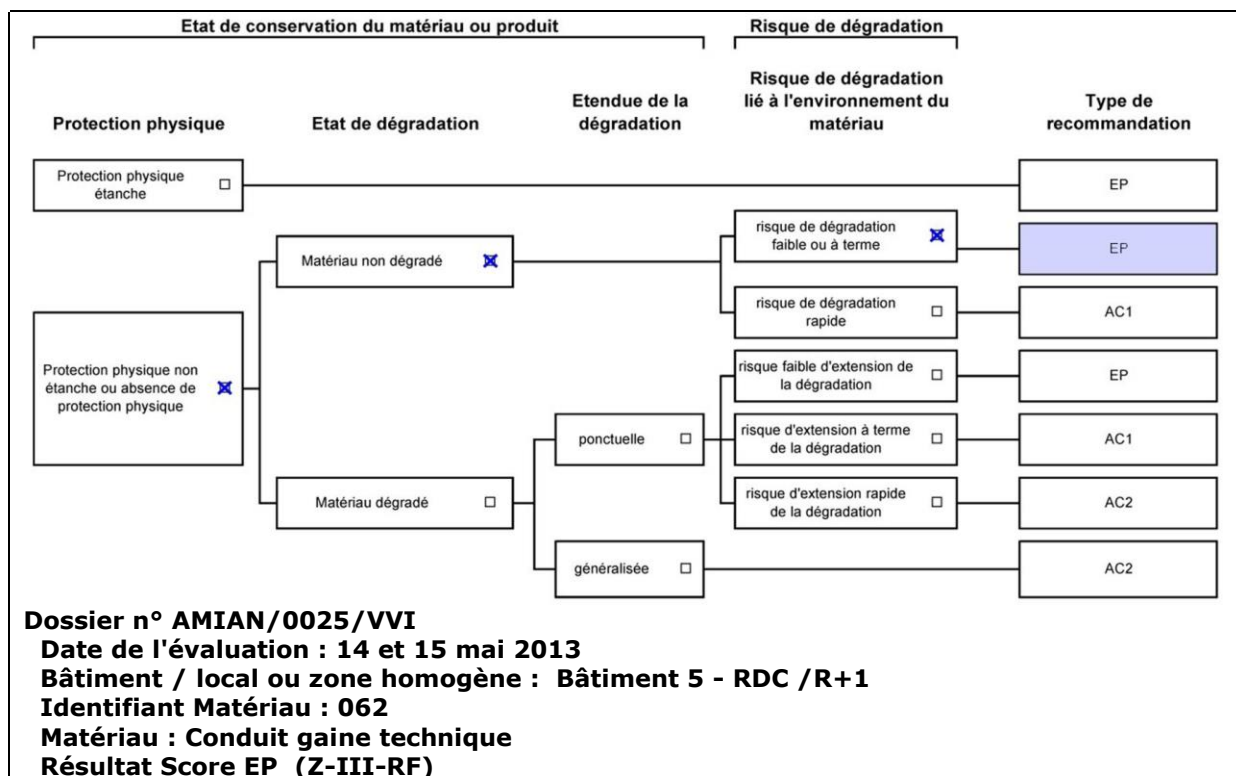 Etat de conservation du matériau ou produit
Risque de dégradation
Protection physique
Etat de dégradation
Etendue de la
dégradation
Risque de dégradation
lié à l'environnement du
matériau
Type de
recommandation
Protection physique
étanche
EP
Matériau non dégradé
risque de dégradation
faible ou à terme
EP
risque de dégradation
rapide
AC1
Protection physique non
étanche ou absence de
protection physique
risque faible d'extension de
la dégradation
EP
ponctuelle
risque d'extension à terme
de la dégradation
AC1
Matériau dégradé
risque d'extension rapide
de la dégradation
AC2
généralisée
AC2
Dossier n° AMIAN/0025/VVI
Date de l'évaluation : 14 et 15 mai 2013
Bâtiment / local ou zone homogène : Bâtiment 5 - RDC /R+1
Identifiant Matériau : 062
Matériau : Conduit gaine technique
Résultat Score EP (Z-III-RF)